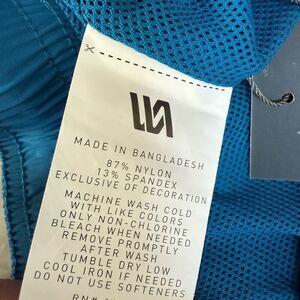 MADE IN BANGLADESH
87% NYLON
13% SPANDEX
EXCLUSIVE OF DECORATION
MACHINE WASH COLD
WITH LIKE COLORS
ONLY NON-CHLORINE
BLEACH WHEN NEEDED
REMOVE PROMPTLY
AFTER WASH
TUMBLE DRY LOW
COOL IRON IF NEEDED
DO NOT USE SOFTENERS
RN#